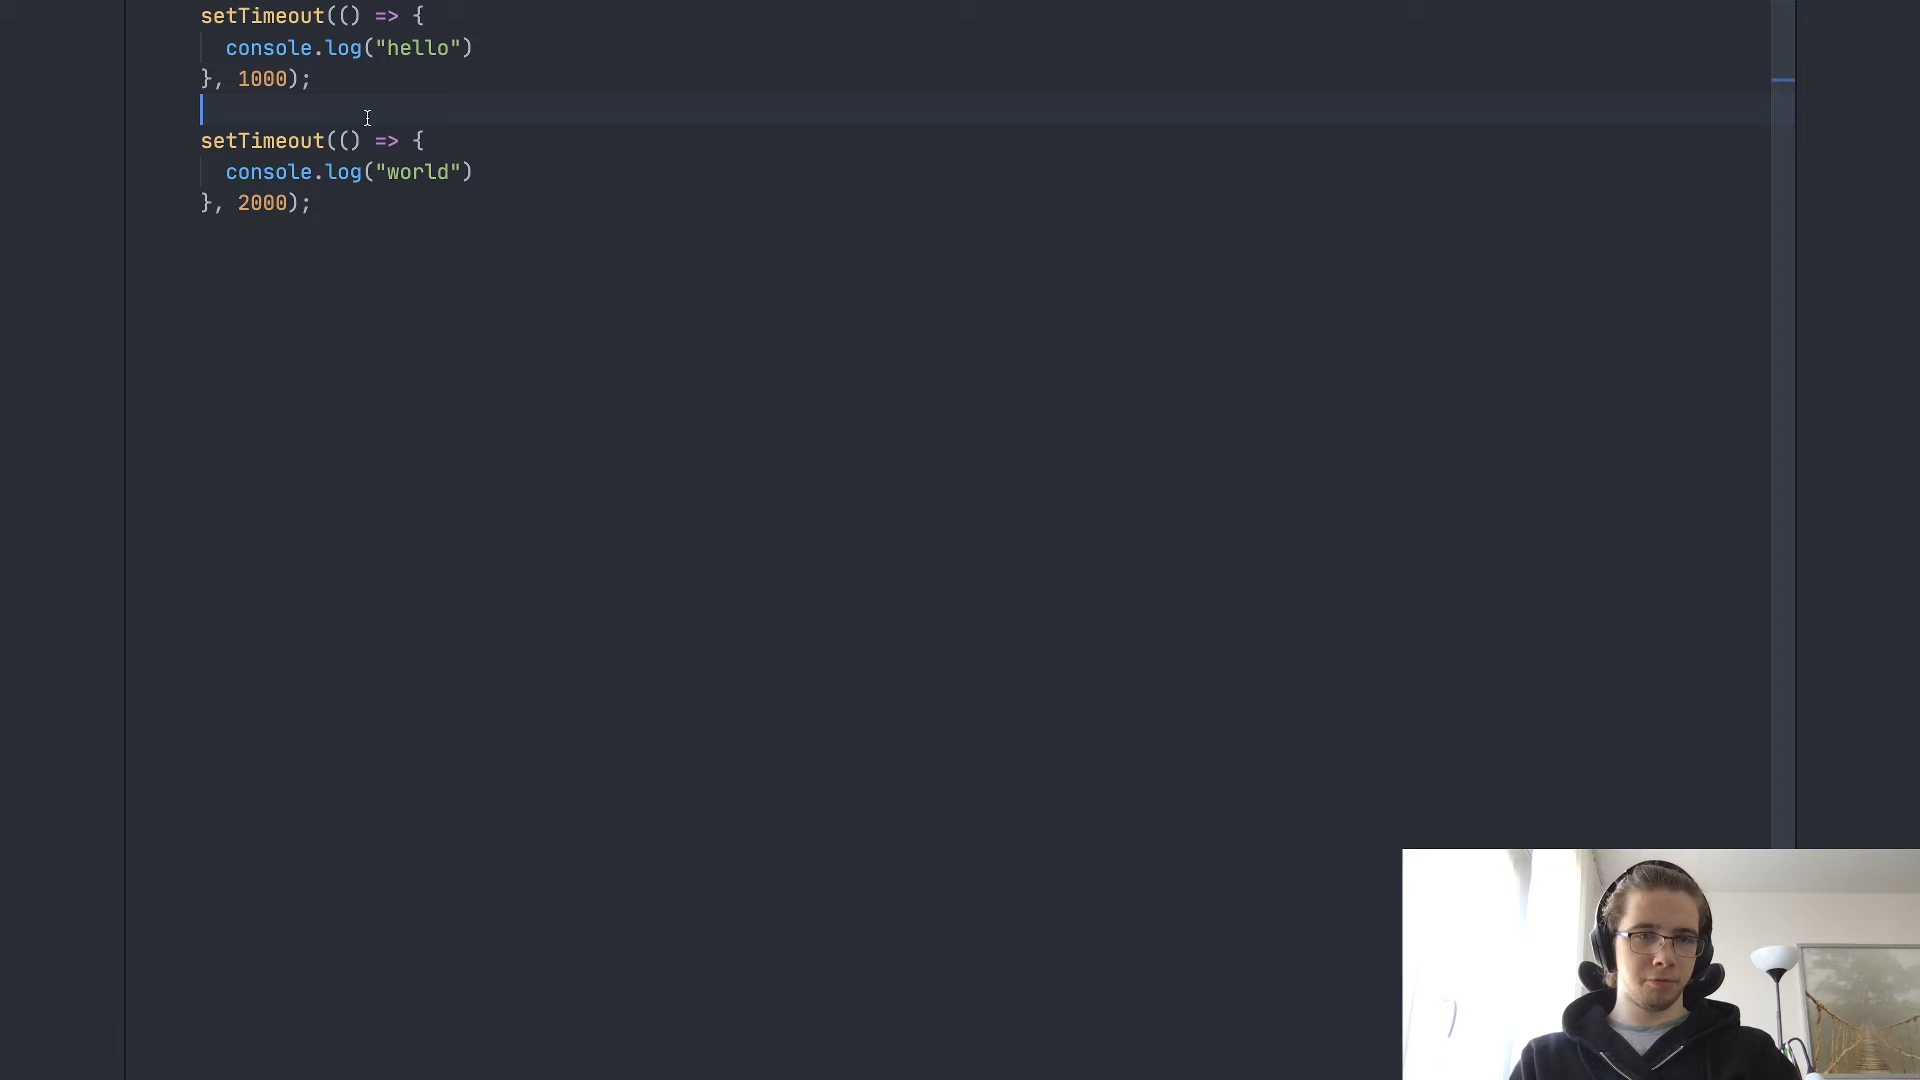 setTimeout(() => {
  console.log("hello")
}, 1000);
setTimeout(() => {
  console.log("world")
}, 2000);